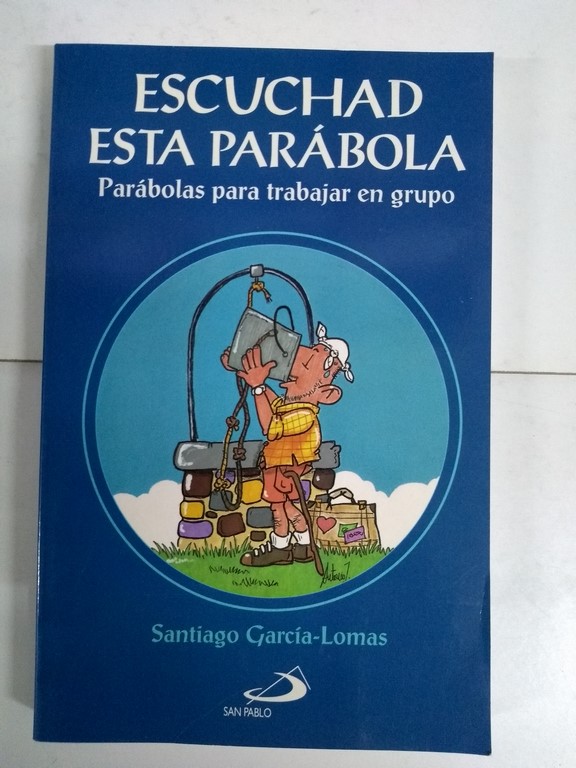 ESCUCHAD
ESTA PARÁBOLA
Parábolas para trabajar en grupo
Santiago García-Lomas
SAN PABLO